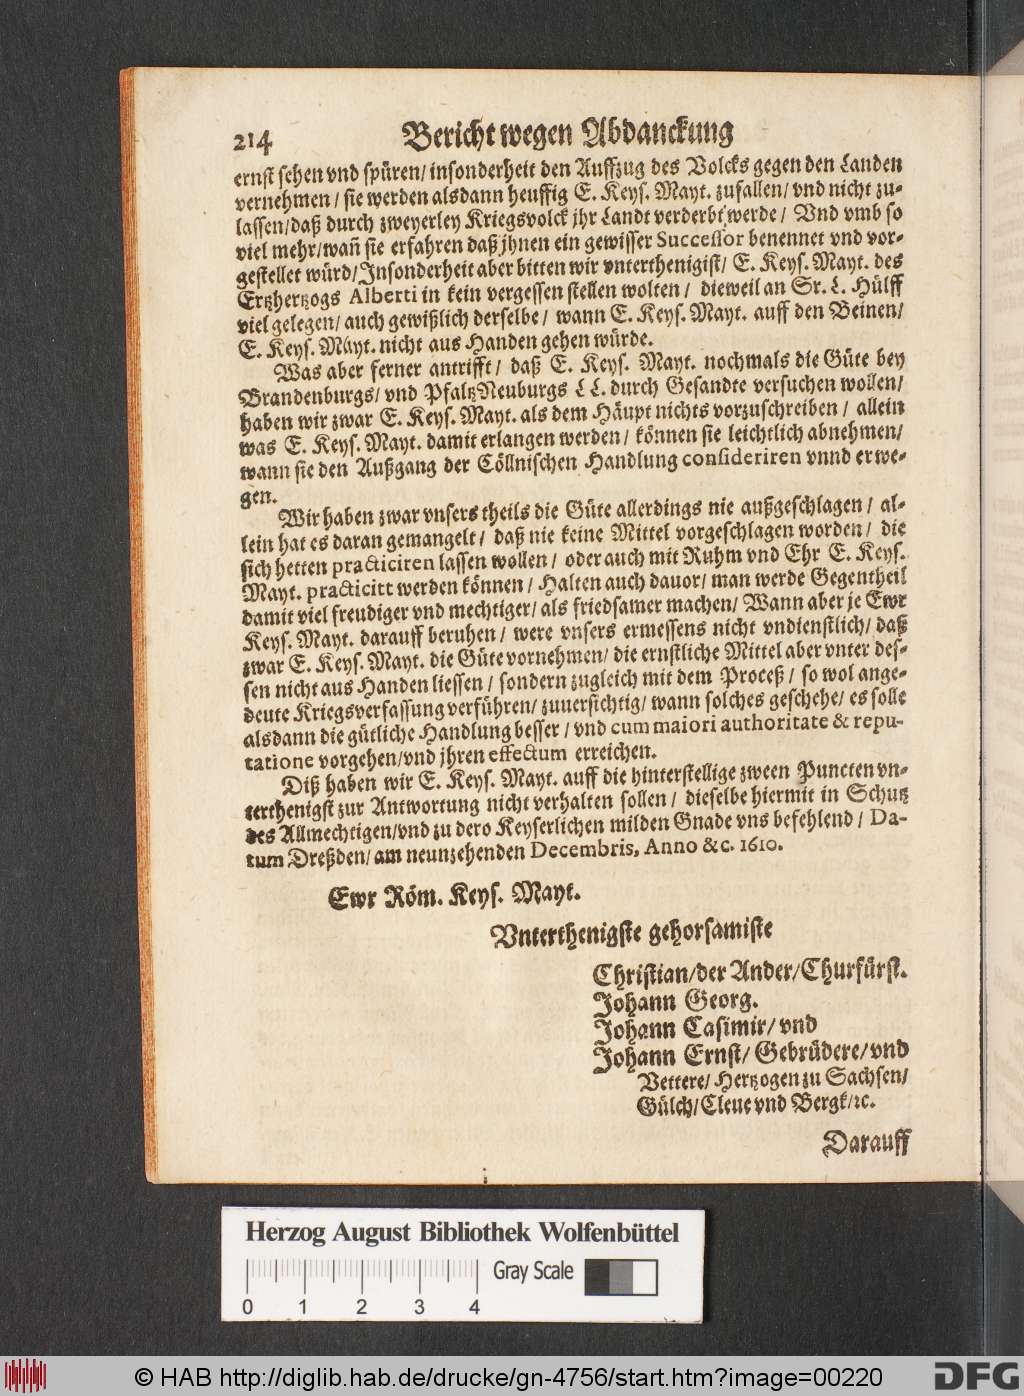 214 Bericht wegen Abdanckung
ernst sehen vnd spüren/ insonderheit den Auffzug des Volcks gegen den Landen
vernehmen/ sie werden alsdann heuffig E. Keys. Mayt. zufallen/ vnd nicht zu-
lassen/daß durch zweyerley Kriegsvolck jhr Landt verderbt werde/ Vnd vmb so
viel mehr/wañ sie erfahren daß jhnen ein gewisser Successor benennet vnd vor-
gestellet würd/Insonderheit aber bitten wir vnterthenigist/ E. Keys. Mayt. des
Ertzhertzogs Alberti in kein vergessen stellen wolten/ dieweil an Sr. L. Hülff
viel gelegen/ auch gewißlich derselbe/ wann E. Keys. Mayt. auff den Beinen/
E. Keys. Mayt. nicht aus Handen gehen würde.
Was aber ferner antrifft/ daß E. Keys. Mayt. nochmals die Güte bey
Brandenburgs/ vnd PfaltzNeuburgs L L. durch Gesandte versuchen wollen/
haben wir zwar E. Keys. Mayt. als dem Häupt nichts vorzuschreiben/ allein
was E. Keys. Mayt. damit erlangen werden/ können sie leichtlich abnehmen/
wann sie den Außgang der Cöllnischen Handlung consideriren vnnd erwe-
gen.
Wir haben zwar vnsers theils die Güte allerdings nie außgeschlagen/ al-
lein hat es daran gemangelt/ daß nie keine Mittel vorgeschlagen worden/ die
sich hetten practiciren lassen wollen/ oder auch mit Ruhm vnd Ehr E. Keys.
Mayt. practicitt werden können/ Halten auch dauor/ man werde Gegentheil
damit viel freudiger vnd mechtiger/ als friedsamer machen/ Wann aber je Ewr
Keys. Mayt. darauff beruhen/ were vnsers ermessens nicht vndienstlich/ daß
zwar E. Keys. Mayt. die Güte vornehmen/ die ernstliche Mittel aber vnter des-
sen nicht aus Handen liessen/ sondern zugleich mit dem Proceß/ so wol ange-
deute Kriegsverfassung verführen/ zuuersichtig/ wann solches geschehe/ es solle
alsdann die gütliche Handlung besser/ vnd cum maiori authoritate & repu-
tatione vorgehen/vnd jhren effectum erreichen.
Diß haben wir E. Keys. Mayt. auff die hinterstellige zween Puncten vn-
terthenigst zur Antwortung nicht verhalten sollen/ dieselbe hiermit in Schutz
des Allmechtigen/vnd zu dero Keyserlichen milden Gnade vns befehlend/ Da-
tum Dreßden/ am neunzehenden Decembris, Anno &c. 1610.
Ewr Röm. Keys. Mayt.
Vnterthenigste gehorsamiste
Christian/der Ander/Churfürst.
Johann Georg.
Johann Casimir/ vnd
Johann Ernst/ Gebrüdere/vnd
Vettere/ Hertzogen zu Sachsen/
Gülch/Cleue vnd Bergk/ꝛc.
Darauff
Herzog August Bibliothek Wolfenbüttel
Gray Scale
0 1 2 3 4
© HAB http://diglib.hab.de/drucke/gn-4756/start.htm?image=00220
DFG